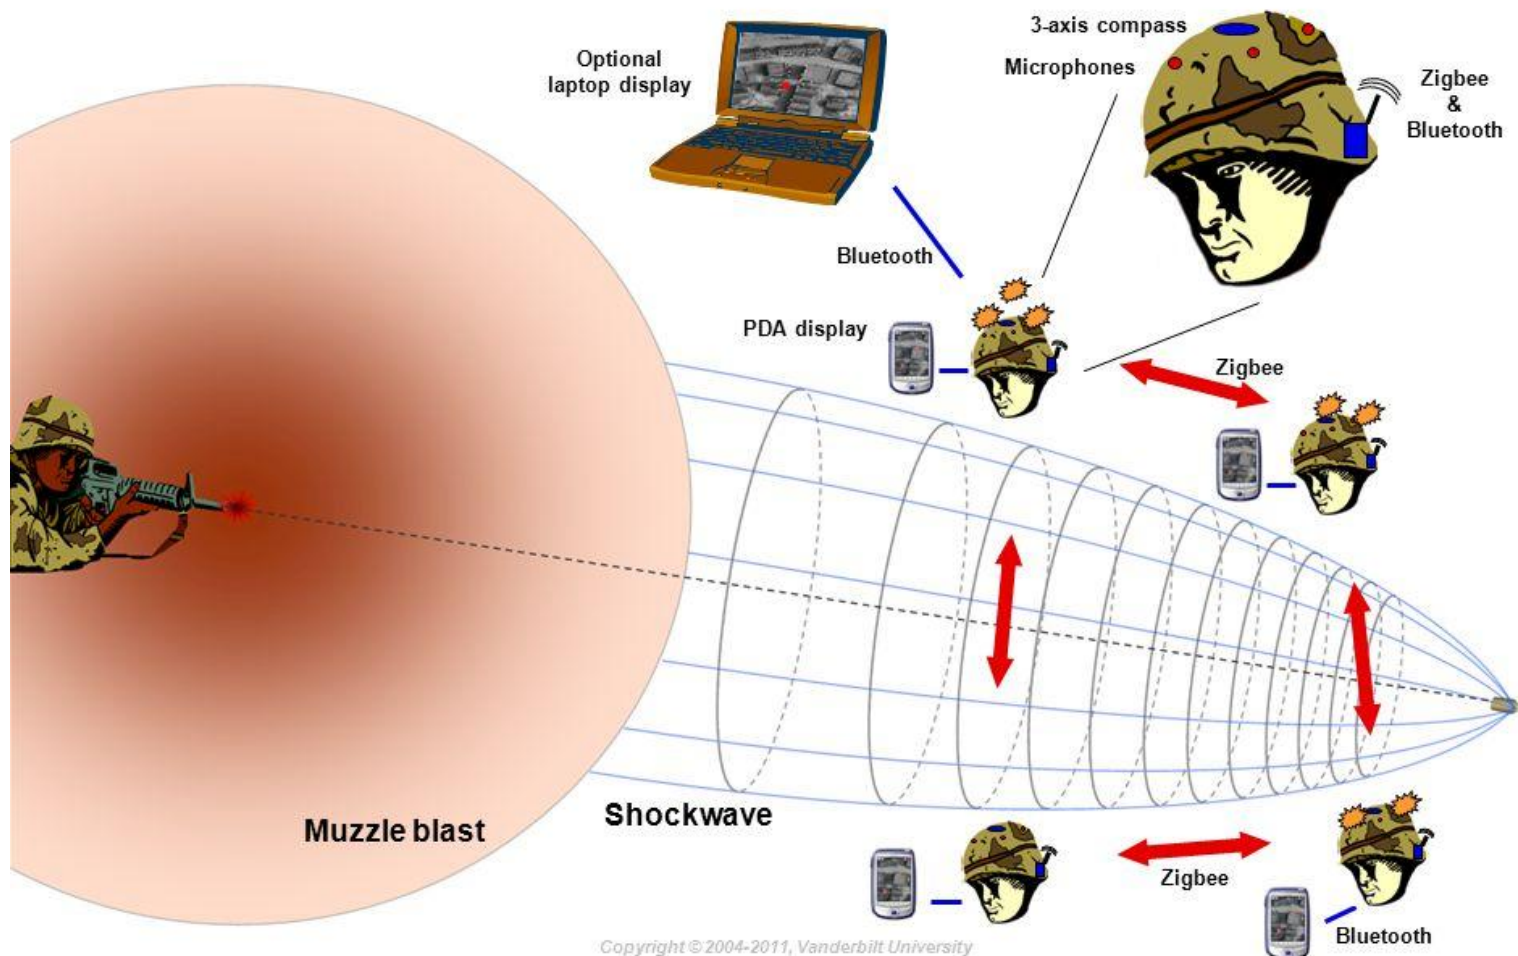 Optional
laptop display
3-axis compass
Microphones
Zigbee
&
Bluetooth
Bluetooth
PDA display
Zigbee
Muzzle blast
Shockwave
Zigbee
Bluetooth
Copyright © 2004-2011, Vanderbilt University